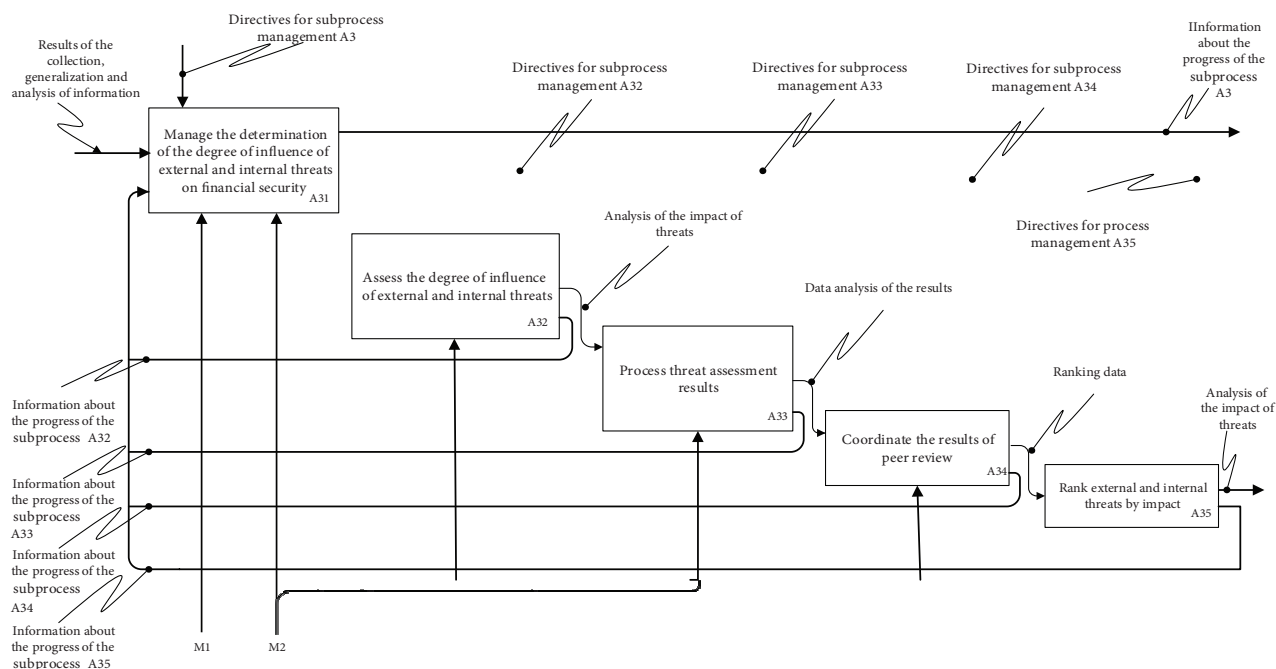 Directives for subprocess
management A3
Results of the
collection,
generalization and
analysis of information
Directives for subprocess
management A32
Directives for subprocess
management A33
Directives for subprocess
management A34
IInformation
about the
progress of the
subprocess
A3
Manage the determination
of the degree of influence of
external and internal threats
on financial security
A31
Directives for process
management A35
Analysis of the impact of
threats
Assess the degree of influence
of external and internal threats
A32
Data analysis of the results
Process threat assessment
results
A33
Ranking data
Analysis of
the impact of
threats
Coordinate the results of
peer review
A34
Rank external and internal
threats by impact
A35
Information about
the progress of the
subprocess A32
Information about
the progress of the
subprocess
A33
Information about
the progress of the
subprocess
A34
Information about
the progress of the
subprocess A35
M1
M2